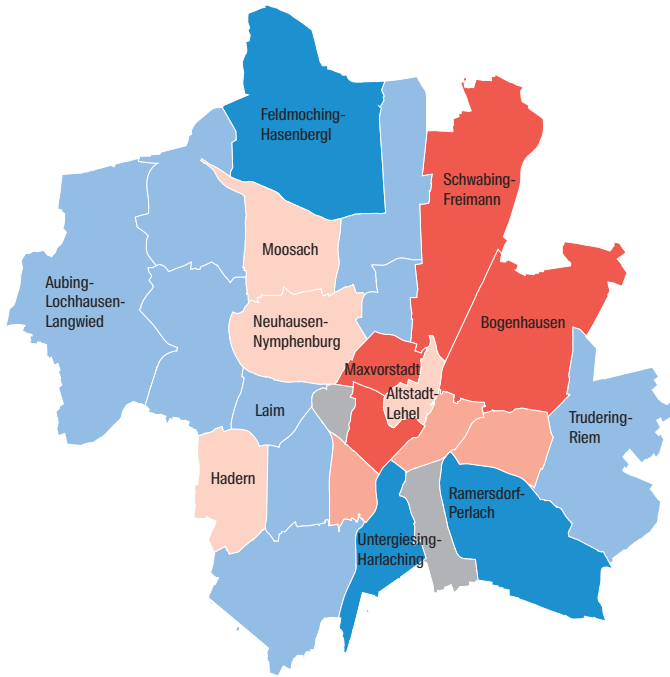 Feldmoching-
Hasenbergl
Schwabing-
Freimann
Moosach
Aubing-
Lochhausen-
Langwied
Neuhausen-
Nymphenburg
Bogenhausen
Maxvorstadt
Altstadt-
Lehel
Laim
Trudering-
Riem
Hadern
Ramersdorf-
Perlach
Untergiesing-
Harlaching